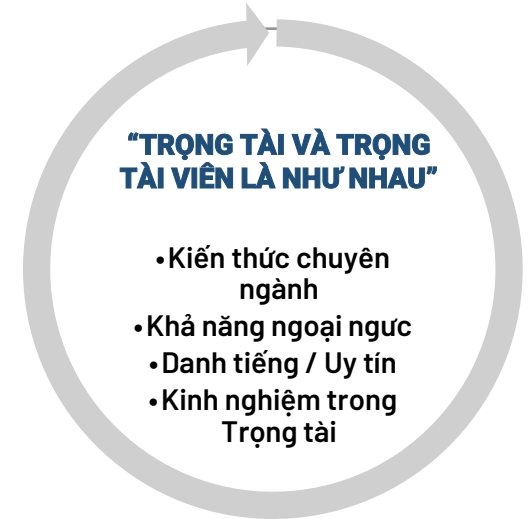 “TRỌNG TÀI VÀ TRỌNG
TÀI VIÊN LÀ NHƯ NHAU”
•Kiến thức chuyên
ngành
•Khả năng ngoại ngưc
•Danh tiếng / Uy tín
•Kinh nghiệm trong
Trọng tài